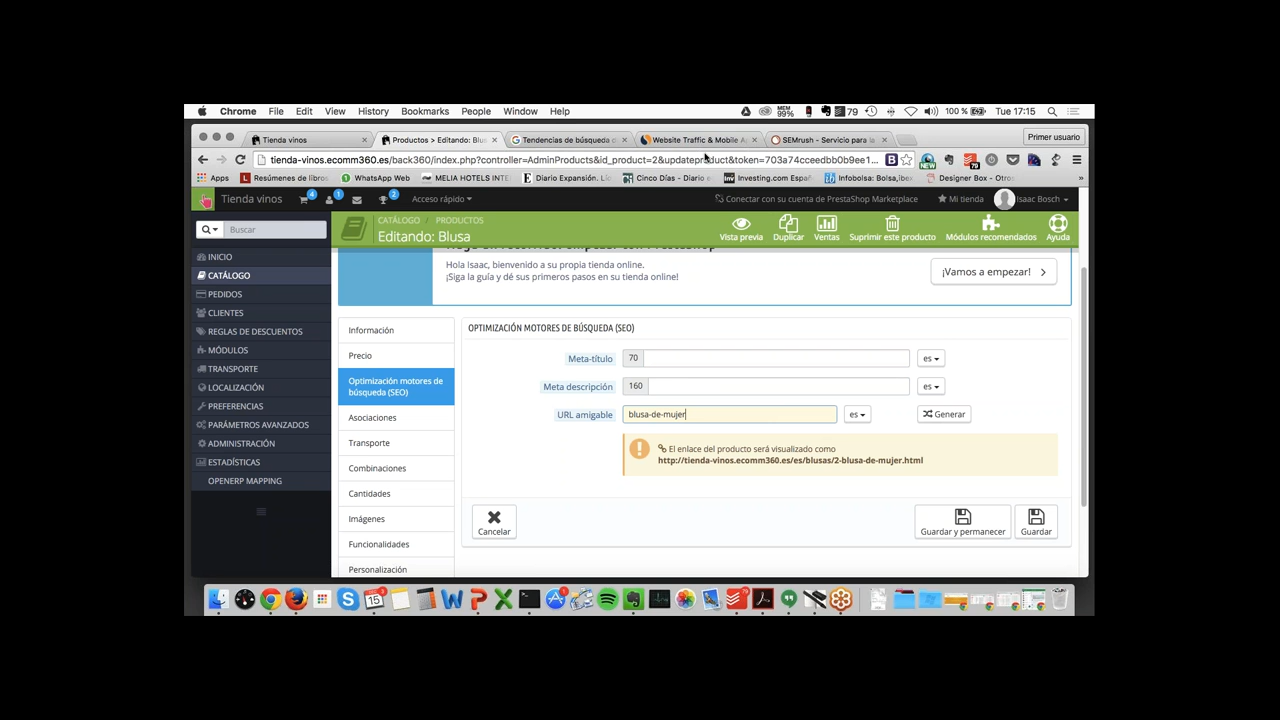 Chrome File Edit View History Bookmarks People Window Help MEM 99% 79 100 % Tue 17:15
Tienda vinos Productos > Editando: Blus Tendencias de búsqueda d Website Traffic & Mobile A SEMrush - Servicio para la Primer usuario
tienda-vinos.ecomm360.es/back360/index.php?controller=AdminProducts&id_product=2&updateproduct&token=703a74cceedbb0b9ee1...
Apps Resúmenes de libros WhatsApp Web MELIA HOTELS INTE Diario Expansión. Líd Cinco Días - Diario e Investing.com Españ Infobolsa: Bolsa,ibex Designer Box - Otros »
Tienda vinos 4 1 2 Acceso rápido Conectar con su cuenta de PrestaShop Marketplace Mi tienda Isaac Bosch
CATÁLOGO / PRODUCTOS
Editando: Blusa
Vista previa Duplicar Ventas Suprimir este producto Módulos recomendados Ayuda
Buscar
INICIO
CATÁLOGO
PEDIDOS
CLIENTES
REGLAS DE DESCUENTOS
MÓDULOS
TRANSPORTE
LOCALIZACIÓN
PREFERENCIAS
PARÁMETROS AVANZADOS
ADMINISTRACIÓN
ESTADÍSTICAS
OPENERP MAPPING
Hola Isaac, bienvenido a su propia tienda online.
¡Siga la guía y dé sus primeros pasos en su tienda online!
¡Vamos a empezar!
Información
Precio
Optimización motores de
búsqueda (SEO)
Asociaciones
Transporte
Combinaciones
Cantidades
Imágenes
Funcionalidades
Personalización
OPTIMIZACIÓN MOTORES DE BÚSQUEDA (SEO)
Meta-título 70 es
Meta descripción 160 es
URL amigable blusa-de-mujer es Generar
El enlace del producto será visualizado como
http://tienda-vinos.ecomm360.es/es/blusas/2-blusa-de-mujer.html
Cancelar Guardar y permanecer Guardar